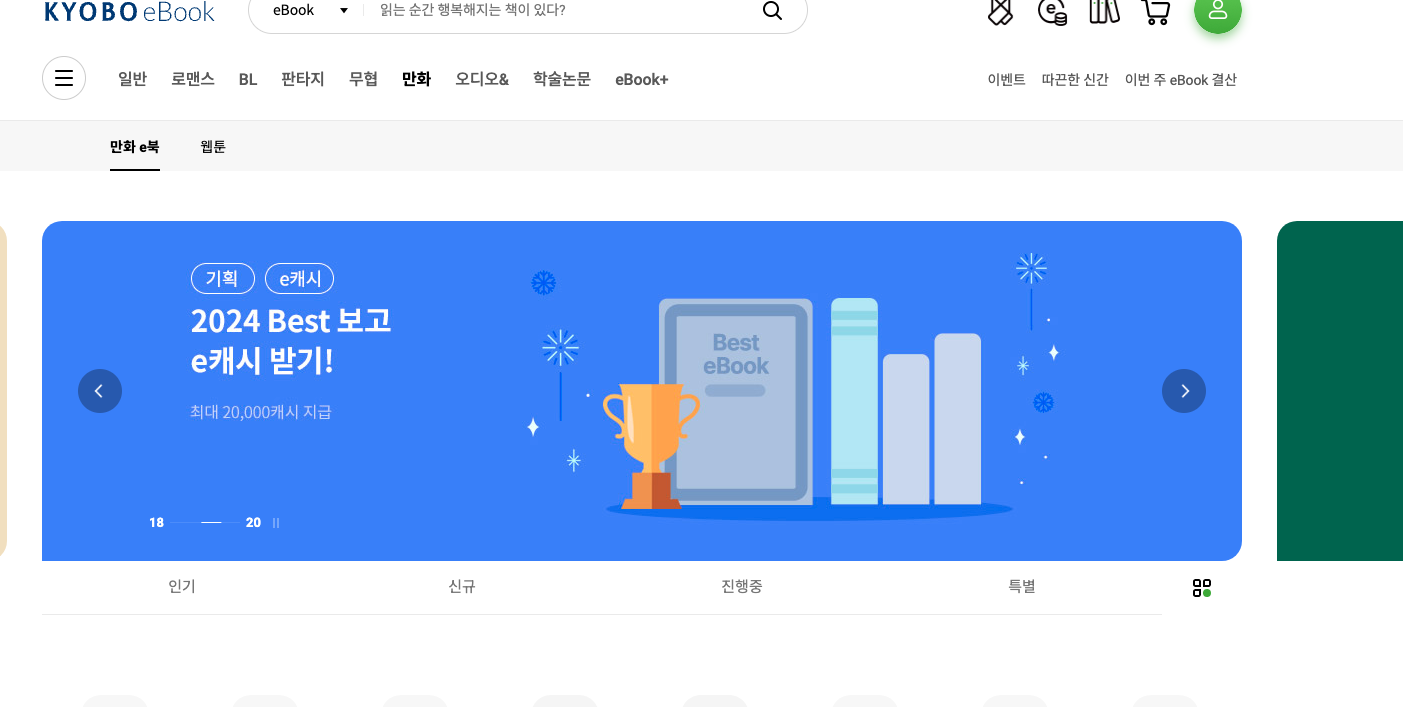 KYOBO eBook
eBook
읽는 순간 행복해지는 책이 있다?
일반 로맨스 BL 판타지 무협 만화 오디오& 학술논문 eBook+
이벤트 따끈한 신간 이번 주 eBook 결산
만화 e북 웹툰
기획 e캐시
2024 Best 보고
e캐시 받기!
최대 20,000캐시 지급
Best
eBook
18 20
인기 신규 진행중 특별